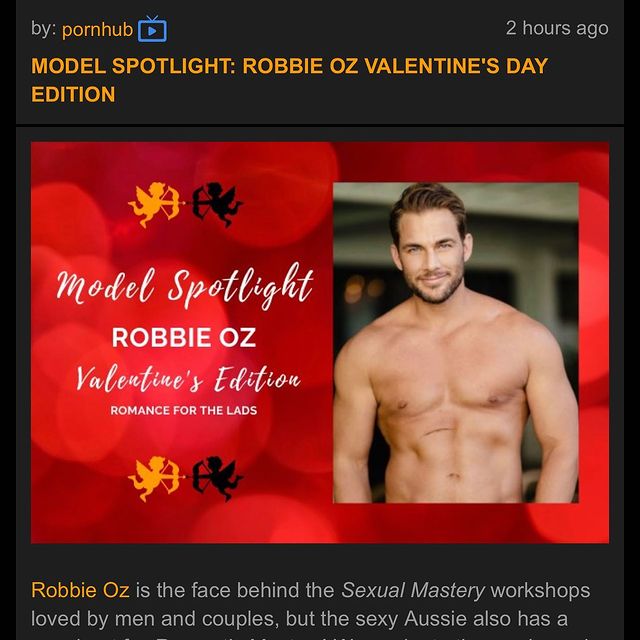 by: pornhub 2 hours ago
MODEL SPOTLIGHT: ROBBIE OZ VALENTINE'S DAY
EDITION
Model Spotlight
ROBBIE OZ
Valentine's Edition
ROMANCE FOR THE LADS
Robbie Oz is the face behind the Sexual Mastery workshops
loved by men and couples, but the sexy Aussie also has a